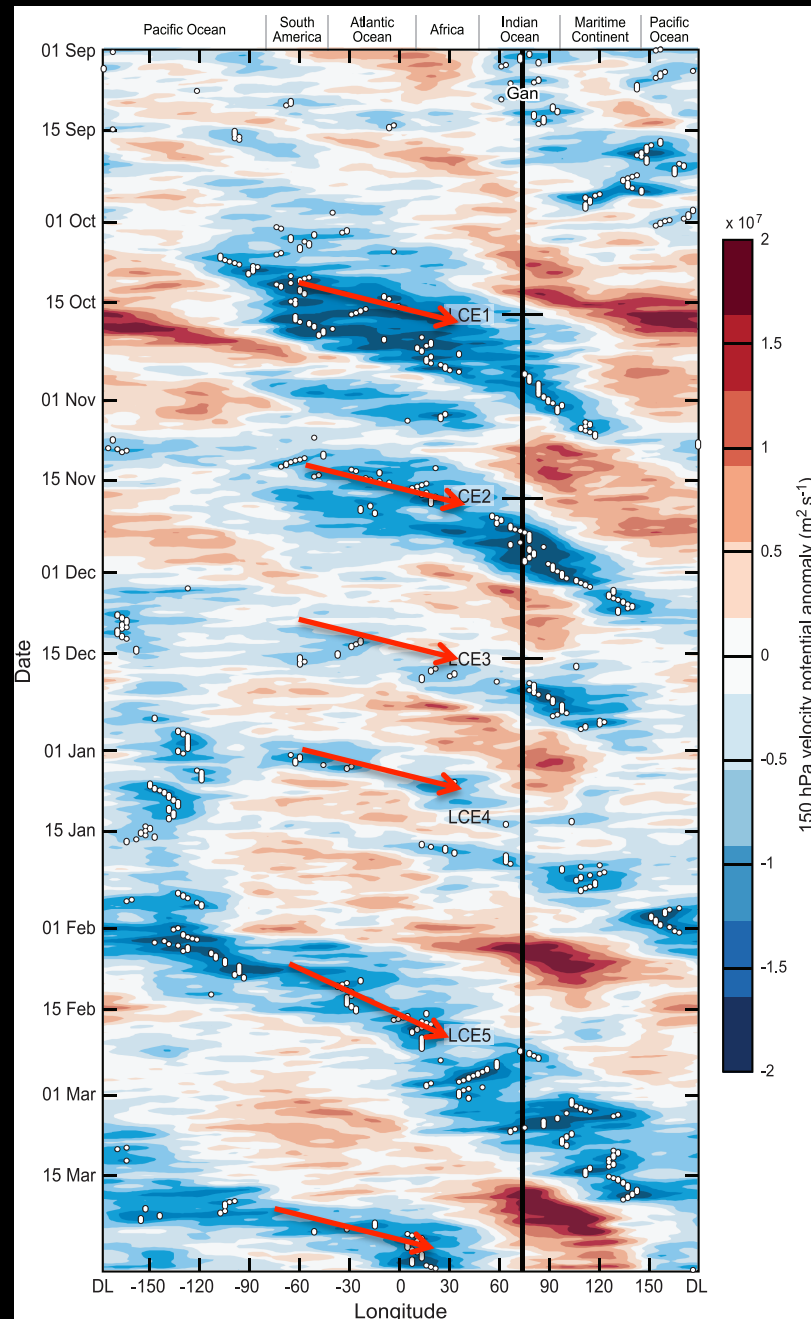 Pacific Ocean
South
America
Atlantic
Ocean
Africa
Indian
Ocean
Maritime
Continent
Pacific
Ocean
01 Sep
Gan
15 Sep
01 Oct
x 10⁷
2
15 Oct
LCE1
1.5
01 Nov
1
15 Nov
LCE2
0.5
01 Dec
15 Dec
LCE3
0
Date
01 Jan
-0.5
LCE4
15 Jan
-1
01 Feb
-1.5
15 Feb
LCE5
-2
01 Mar
15 Mar
150 hPa velocity potential anomaly (m² s⁻¹)
DL -150 -120 -90 -60 -30 0 30 60 90 120 150 DL
Longitude